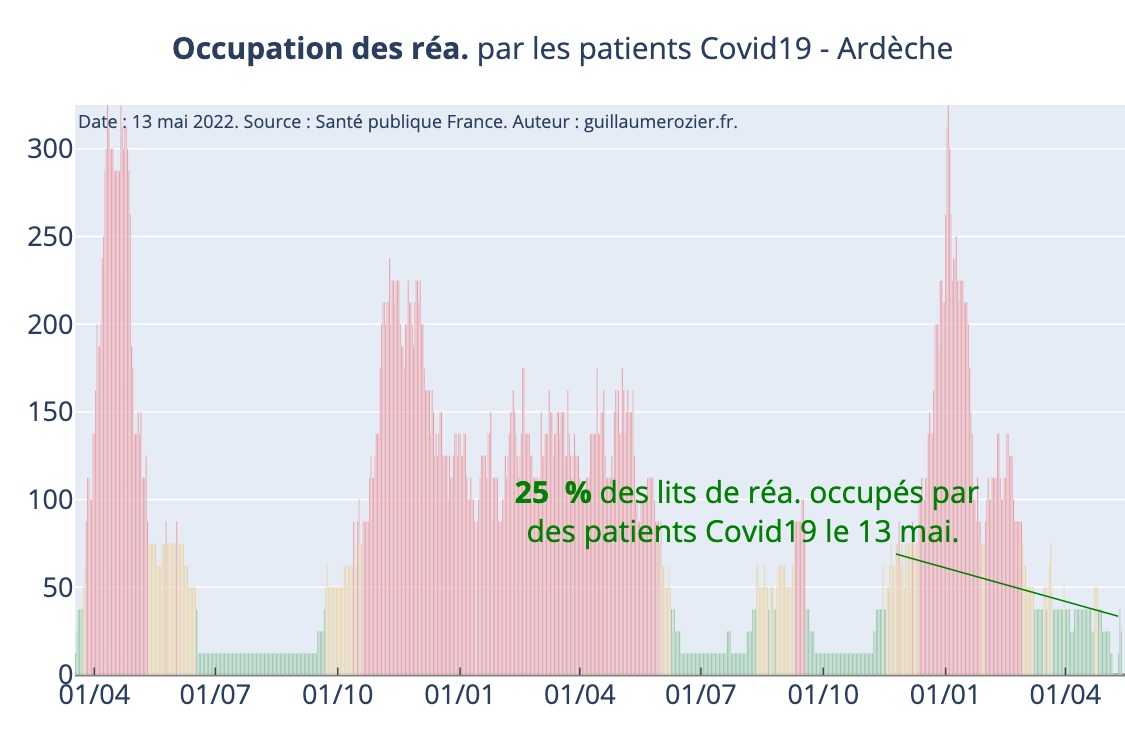 Occupation des réa. par les patients Covid19 - Ardèche
Date : 13 mai 2022. Source : Santé publique France. Auteur : guillaumerozier.fr.
300
250
200
150
100
50
0
25 % des lits de réa. occupés par
des patients Covid19 le 13 mai.
01/04 01/07 01/10 01/01 01/04 01/07 01/10 01/01 01/04